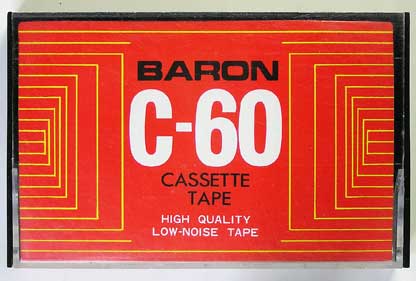 BARON
C-60
CASSETTE
TAPE
HIGH QUALITY
LOW-NOISE TAPE